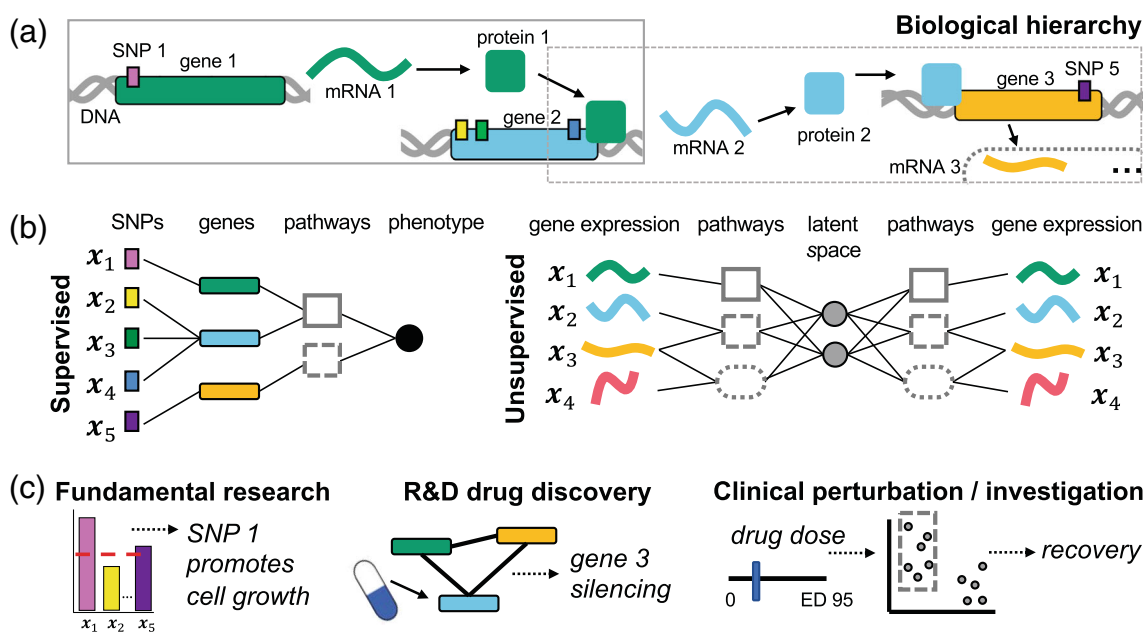 (a)
Biological hierarchy
SNP 1
gene 1
DNA
mRNA 1
protein 1
gene 2
mRNA 2
protein 2
gene 3
SNP 5
mRNA 3
...
(b)
SNPs genes pathways phenotype
Supervised
x1
x2
x3
x4
x5
gene expression pathways latent space pathways gene expression
Unsupervised
x1
x2
x3
x4
x1
x2
x3
x4
(c)
Fundamental research
SNP 1
promotes
cell growth
x1 x2 ... x5
R&D drug discovery
gene 3
silencing
Clinical perturbation / investigation
drug dose
0 ED 95
recovery